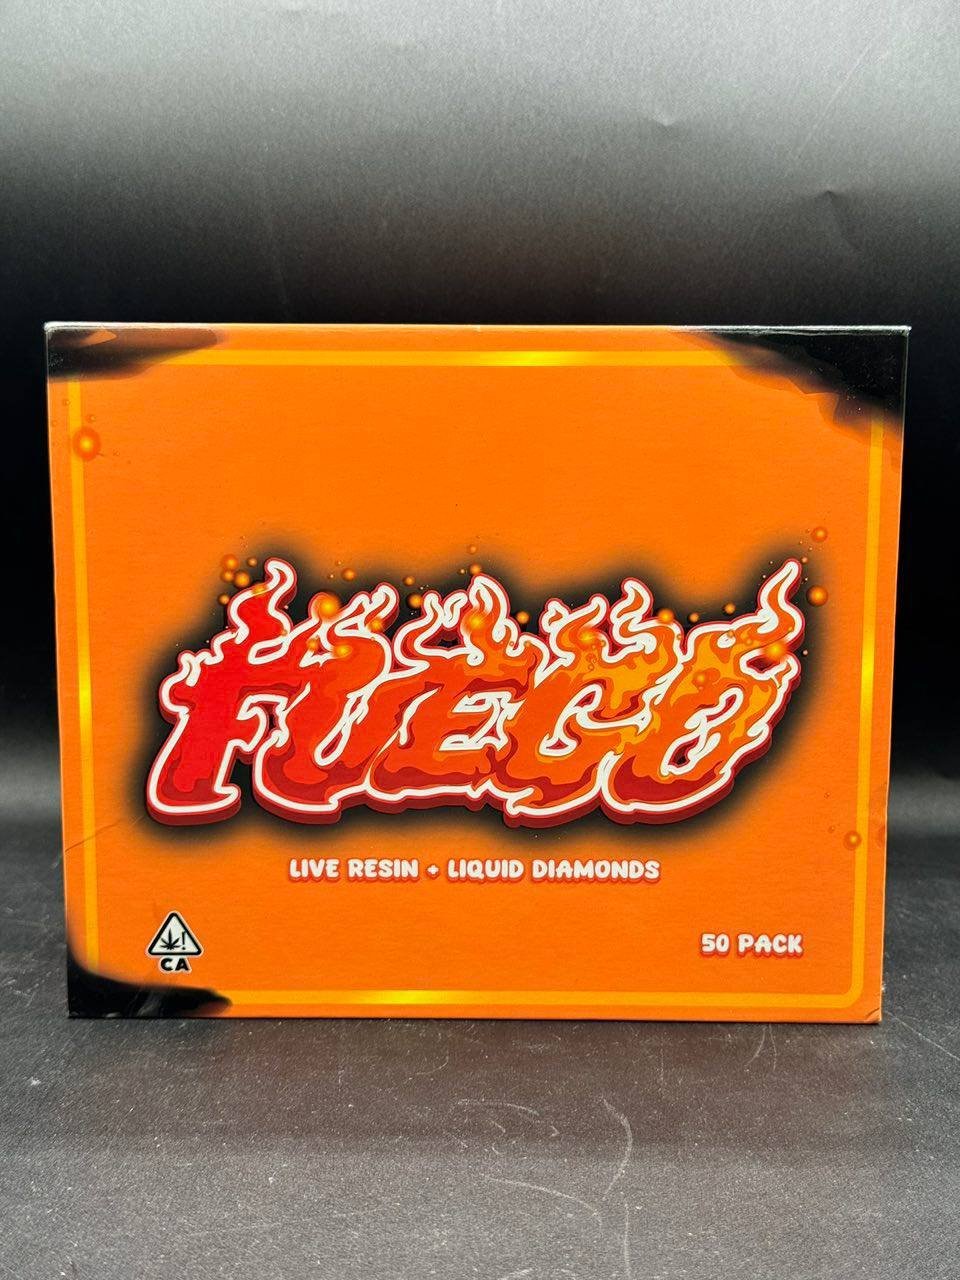 FUEGO
LIVE RESIN + LIQUID DIAMONDS
50 PACK
!
CA